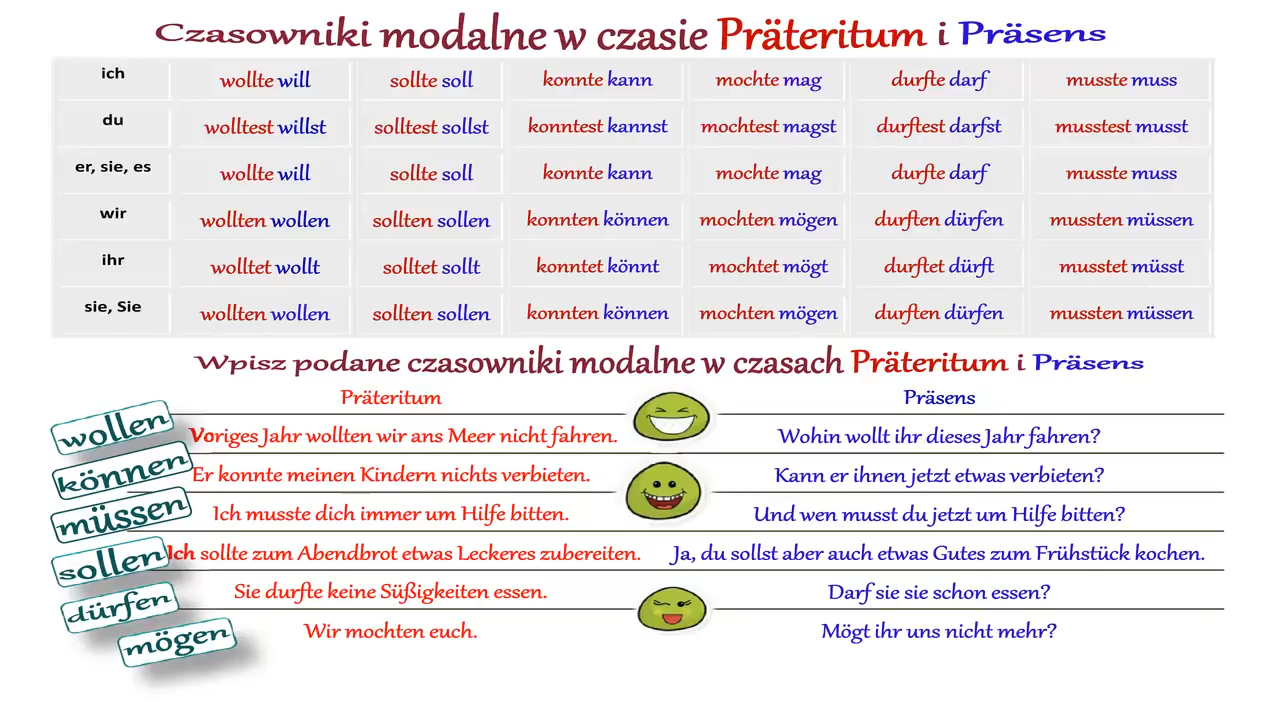 Czasowniki modalne w czasie Präteritum i Präsens
ich wollte will sollte soll konnte kann mochte mag durfte darf musste muss
du wolltest willst solltest sollst konntest kannst mochtest magst durftest darfst musstest musst
er, sie, es wollte will sollte soll konnte kann mochte mag durfte darf musste muss
wir wollten wollen sollten sollen konnten können mochten mögen durften dürfen mussten müssen
ihr wolltet wollt solltet sollt konntet könnt mochtet mögt durftet dürft musstet müsst
sie, Sie wollten wollen sollten sollen konnten können mochten mögen durften dürfen mussten müssen
Wpisz podane czasowniki modalne w czasach Präteritum i Präsens
Präteritum Präsens
wollen Voriges Jahr wollten wir ans Meer nicht fahren. Wohin wollt ihr dieses Jahr fahren?
können Er konnte meinen Kindern nichts verbieten. Kann er ihnen jetzt etwas verbieten?
müssen Ich musste dich immer um Hilfe bitten. Und wen musst du jetzt um Hilfe bitten?
sollen Ich sollte zum Abendbrot etwas Leckeres zubereiten. Ja, du sollst aber auch etwas Gutes zum Frühstück kochen.
dürfen Sie durfte keine Süßigkeiten essen. Darf sie sie schon essen?
mögen Wir mochten euch. Mögt ihr uns nicht mehr?